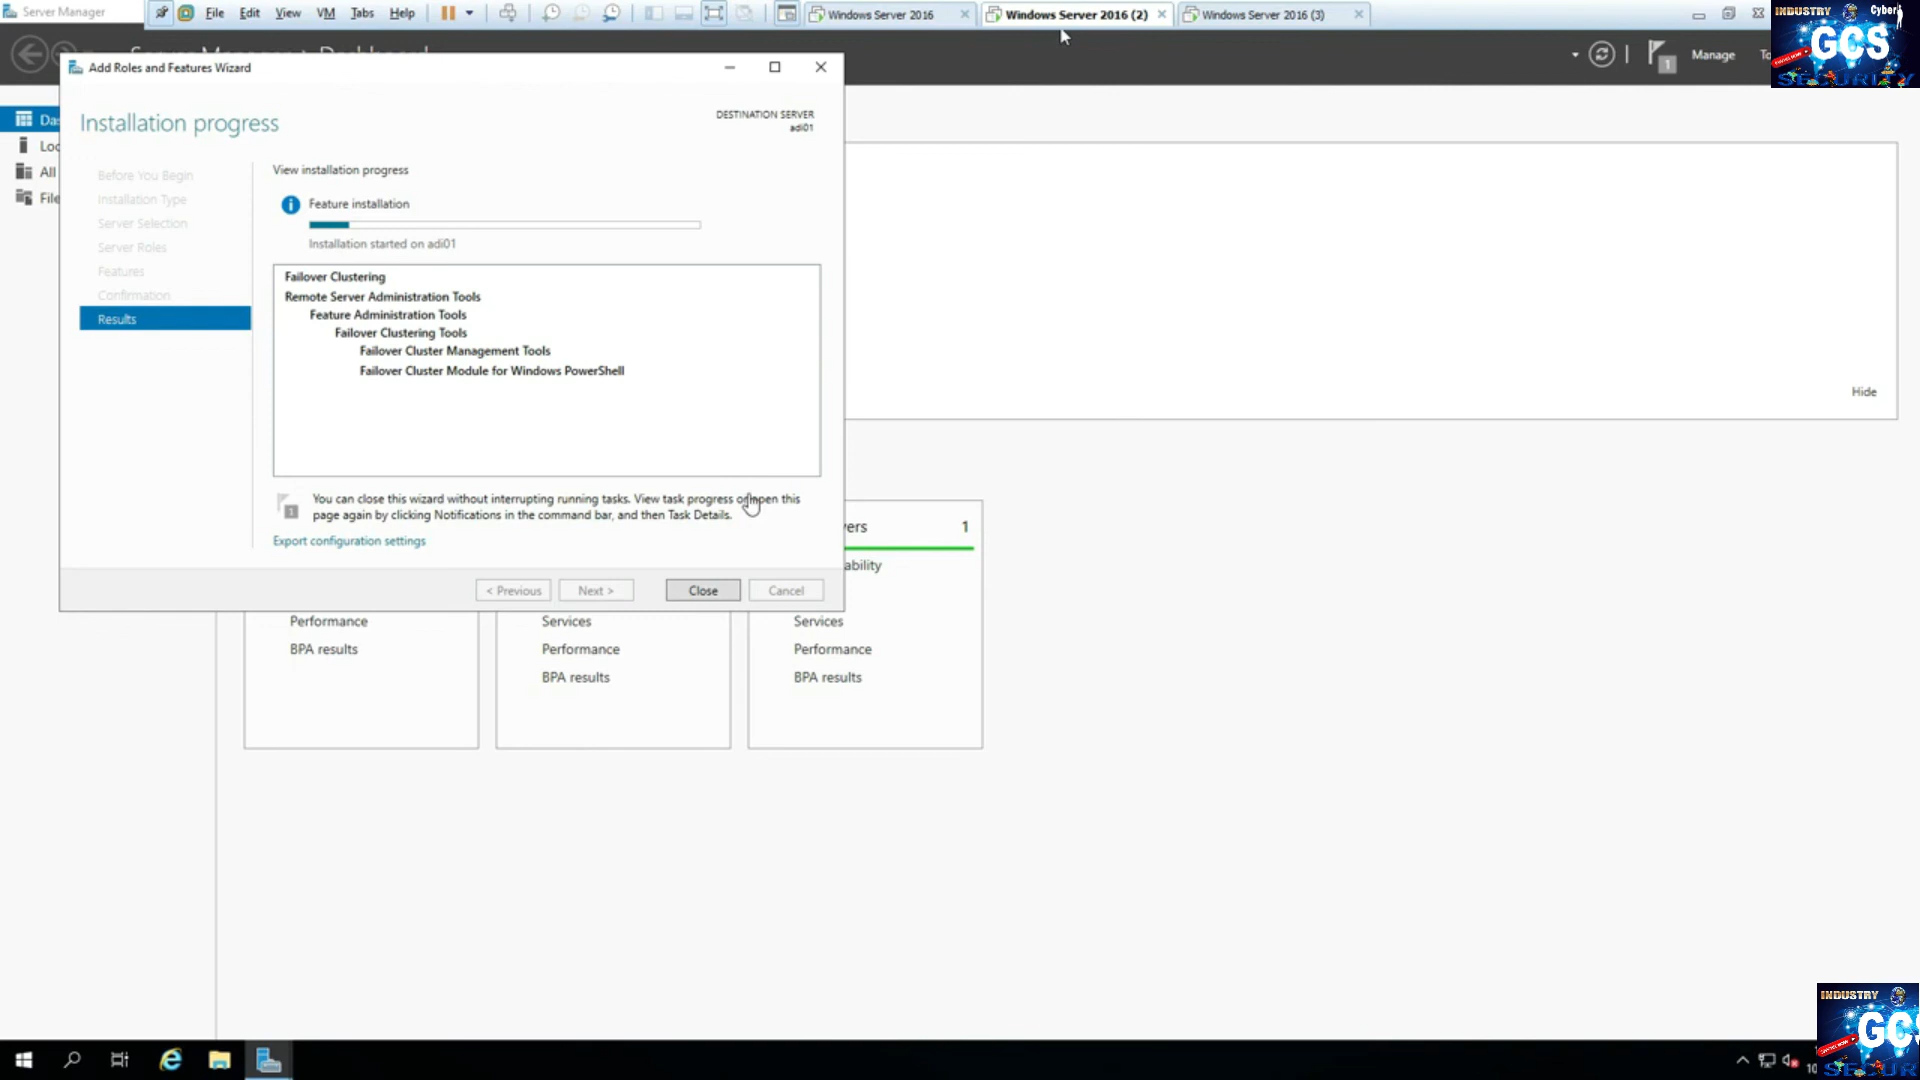 Server Manager
File Edit View VM Tabs Help
Windows Server 2016
Windows Server 2016 (2)
Windows Server 2016 (3)
INDUSTRY Cyber
GCS
SECURITY
1
Manage
Add Roles and Features Wizard
Installation progress
DESTINATION SERVER
adi01
Before You Begin
Installation Type
Server Selection
Server Roles
Features
Confirmation
Results
View installation progress
Feature installation
Installation started on adi01
Failover Clustering
Remote Server Administration Tools
Feature Administration Tools
Failover Clustering Tools
Failover Cluster Management Tools
Failover Cluster Module for Windows PowerShell
1
You can close this wizard without interrupting running tasks. View task progress or open this
page again by clicking Notifications in the command bar, and then Task Details.
Export configuration settings
< Previous
Next >
Close
Cancel
All
Hide
1
Performance
BPA results
Services
Performance
BPA results
Services
Performance
BPA results
INDUSTRY